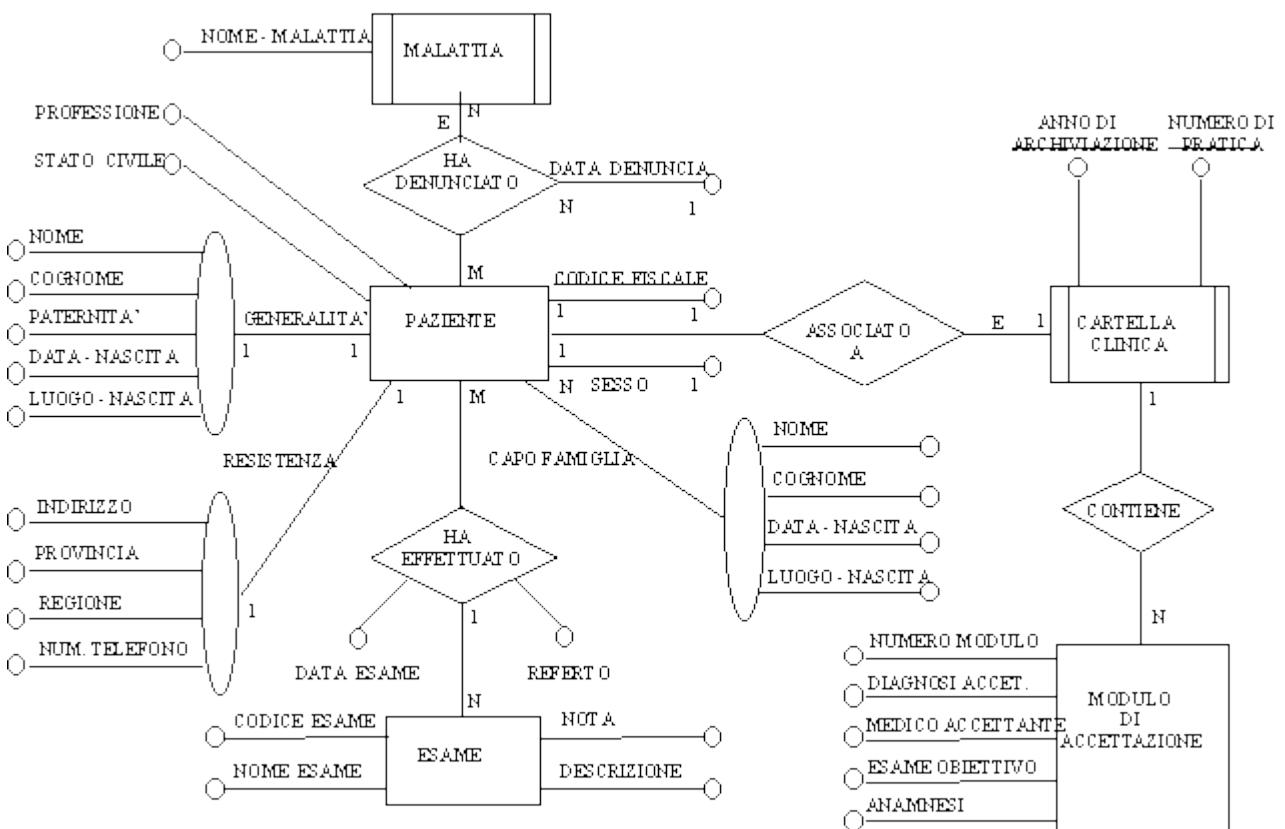 NOME - MALATTIA
MALATTIA
PROFESSIONE
N
E
STATO CIVILE
HA
DENUNCIATO
DATA DENUNCIA
N
1
ANNO DI
ARCHIVIAZIONE
NUMERO DI
PRATICA
NOME
COGNOME
PATERNITA'
DATA - NASCITA
LUOGO - NASCITA
GENERALITA'
1
1
M
PAZIENTE
CODICE FISCALE
1
1
1
N
SESSO
1
ASSOCIATO
A
E
1
CARTELLA
CLINICA
1
1
M
RESISTENZA
CAPO FAMIGLIA
NOME
COGNOME
DATA - NASCITA
LUOGO - NASCITA
CONTIENE
INDIRIZZO
PROVINCIA
REGIONE
NUM. TELEFONO
1
HA
EFFETTUATO
1
DATA ESAME
REFERTO
N
N
CODICE ESAME
NOME ESAME
ESAME
NOTA
DESCRIZIONE
NUMERO MODULO
DIAGNOSI ACCET.
MEDICO ACCETTANTE
ESAME OBIETTIVO
ANAMNESI
MODULO
DI
ACCETTAZIONE